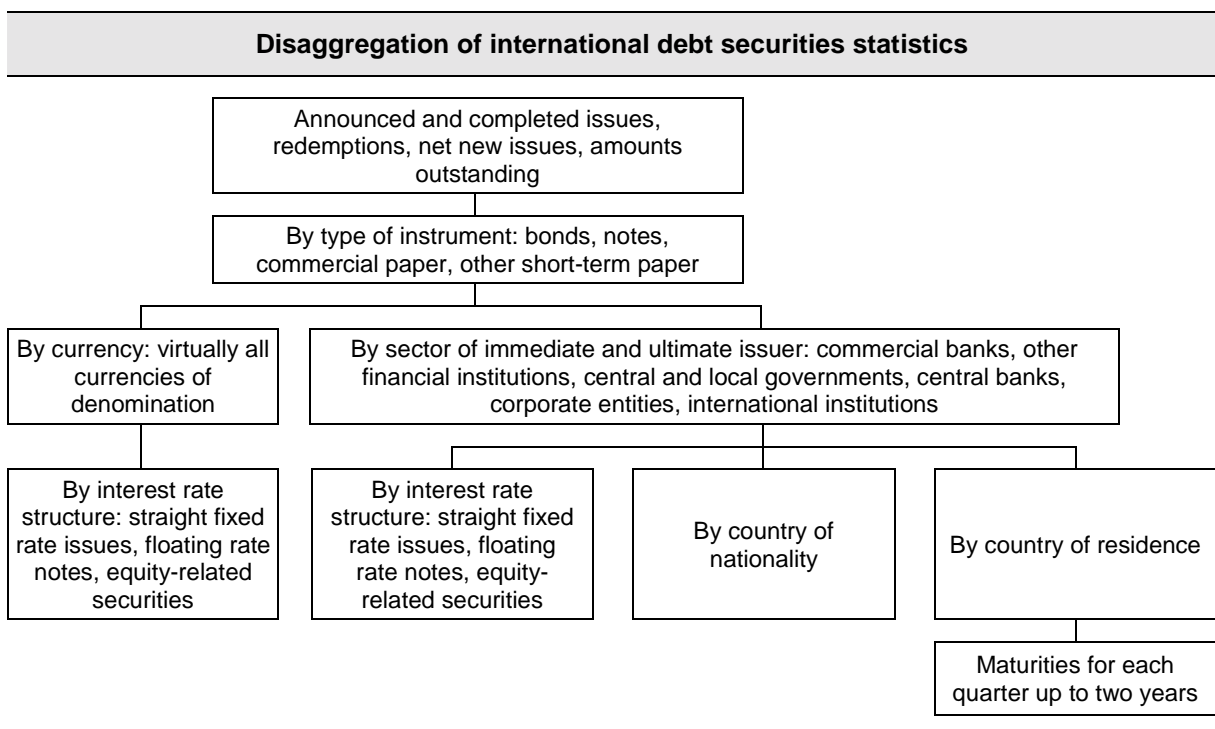 Disaggregation of international debt securities statistics
Announced and completed issues,
redemptions, net new issues, amounts
outstanding
By type of instrument: bonds, notes,
commercial paper, other short-term paper
By currency: virtually all
currencies of
denomination
By sector of immediate and ultimate issuer: commercial banks, other
financial institutions, central and local governments, central banks,
corporate entities, international institutions
By interest rate
structure: straight fixed
rate issues, floating rate
notes, equity-related
securities
By interest rate
structure: straight fixed
rate issues, floating
rate notes, equity-
related securities
By country of
nationality
By country of residence
Maturities for each
quarter up to two years